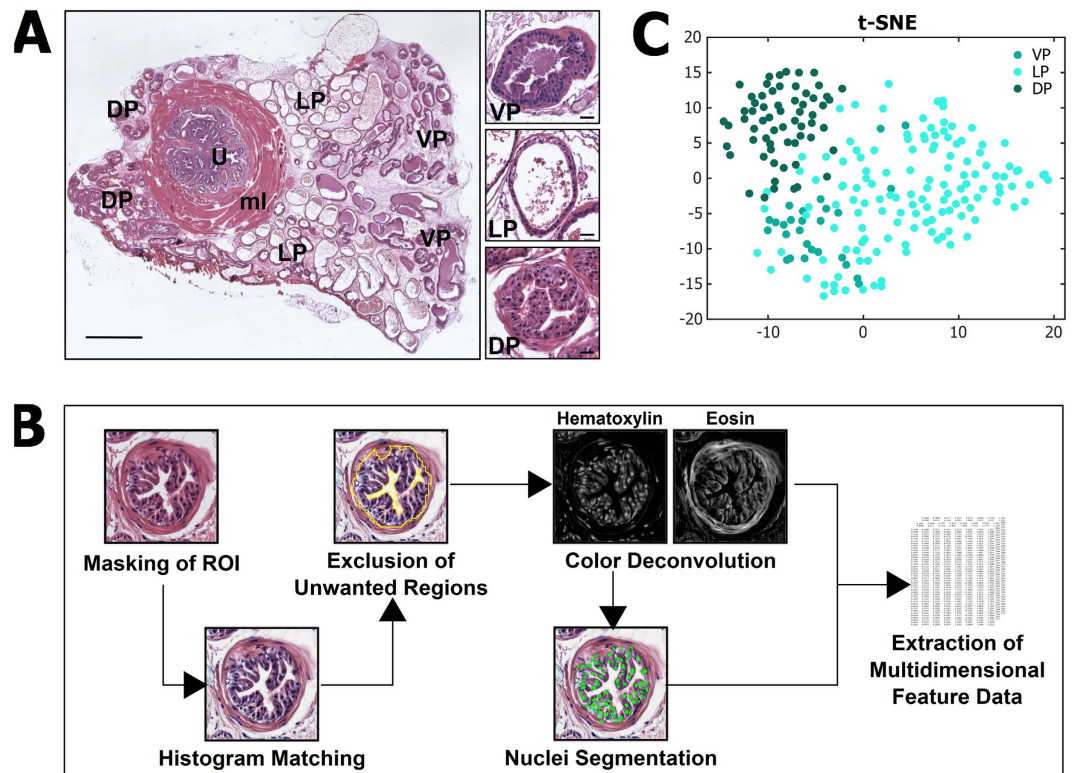 A
DP
LP
VP
U
DP
ml
LP
VP
VP
LP
DP
C
t-SNE
20
15
10
5
0
-5
-10
-15
-20
-10
0
10
20
VP
LP
DP
B
Masking of ROI
Histogram Matching
Exclusion of
Unwanted Regions
Hematoxylin
Eosin
Color Deconvolution
Nuclei Segmentation
Extraction of
Multidimensional
Feature Data